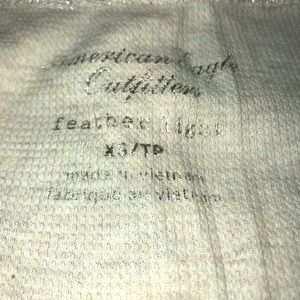 American Eagle
Outfitters
feather light
XS/TP
made in vietnam
fabriqué au vietnam